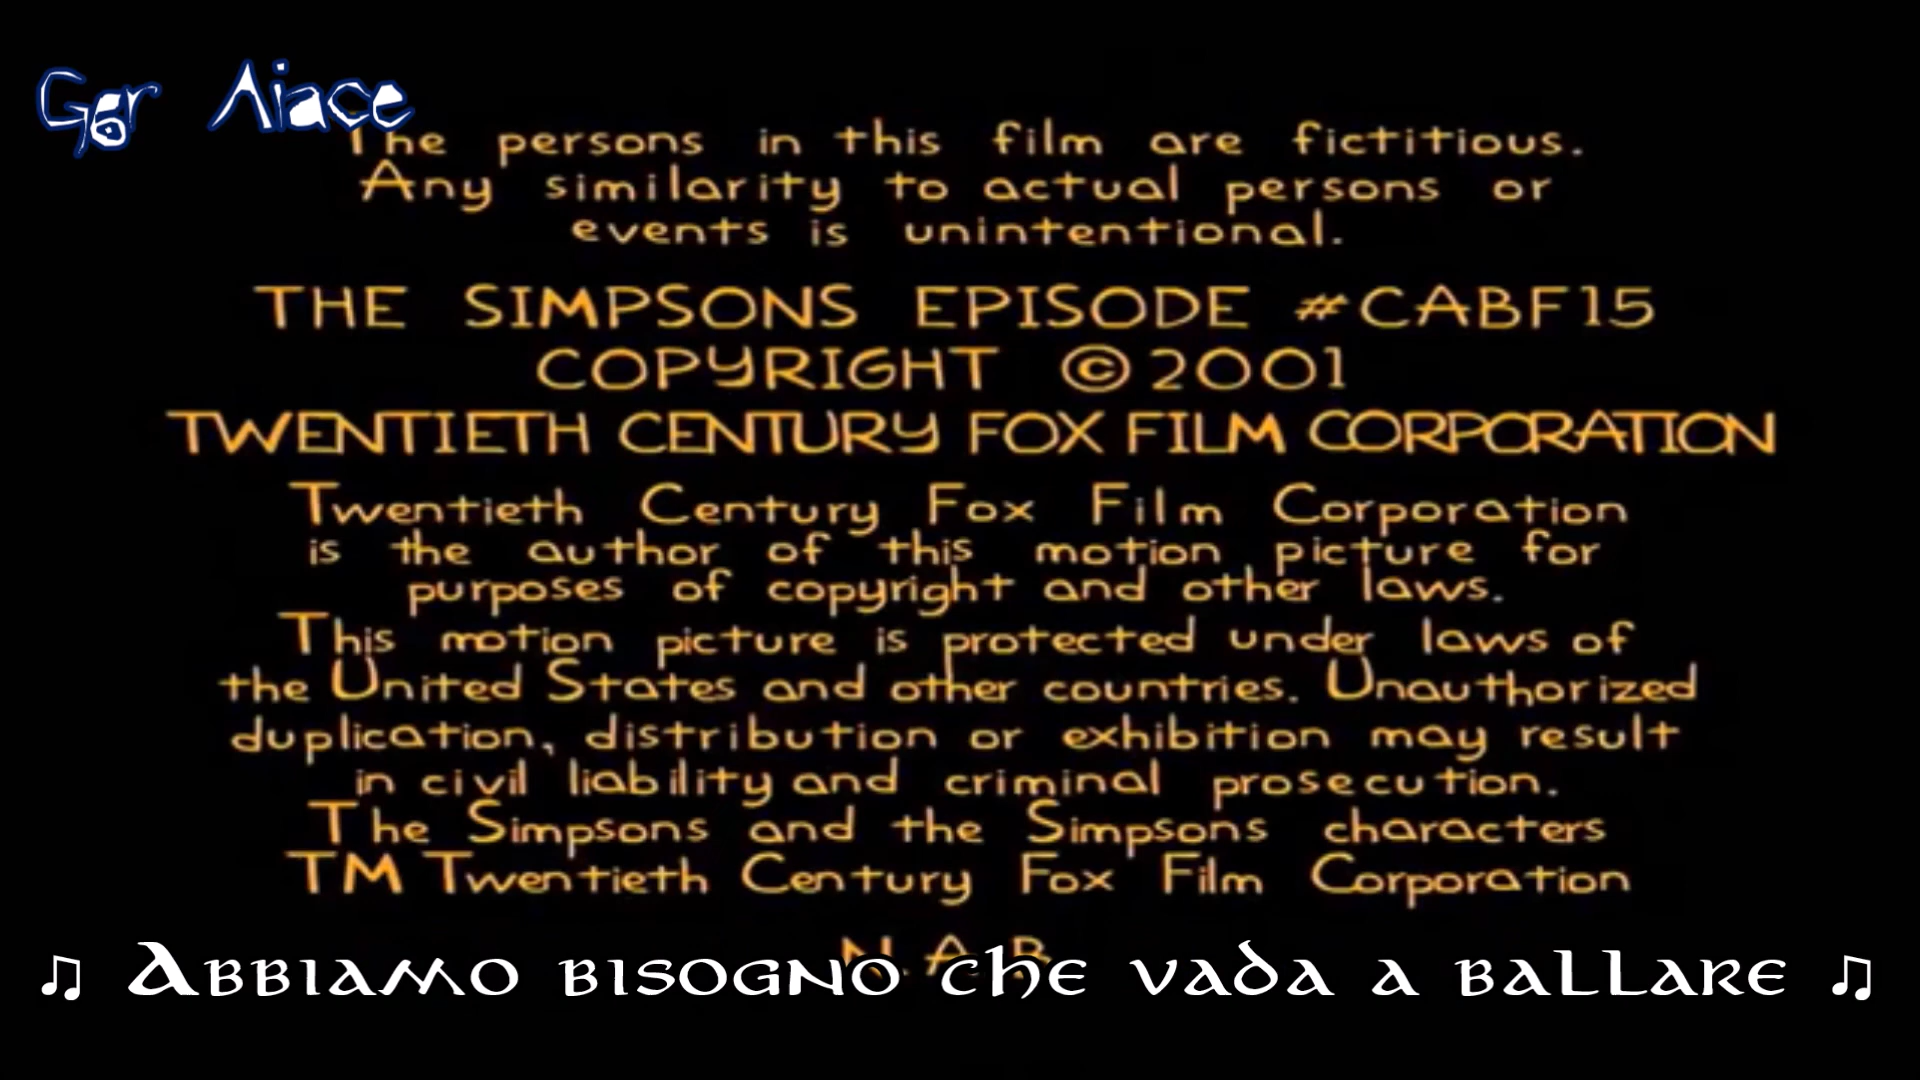 Ger Aiace
The persons in this film are fictitious.
Any similarity to actual persons or
events is unintentional.
THE SIMPSONS EPISODE #CABF15
COPYRIGHT ©2001
TWENTIETH CENTURY FOX FILM CORPORATION
Twentieth Century Fox Film Corporation
is the author of this motion picture for
purposes of copyright and other laws.
This motion picture is protected under laws of
the United States and other countries. Unauthorized
duplication, distribution or exhibition may result
in civil liability and criminal prosecution.
The Simpsons and the Simpsons characters
TM Twentieth Century Fox Film Corporation
N.A.B.
♫ Abbiamo bisogno che vada a ballare ♫